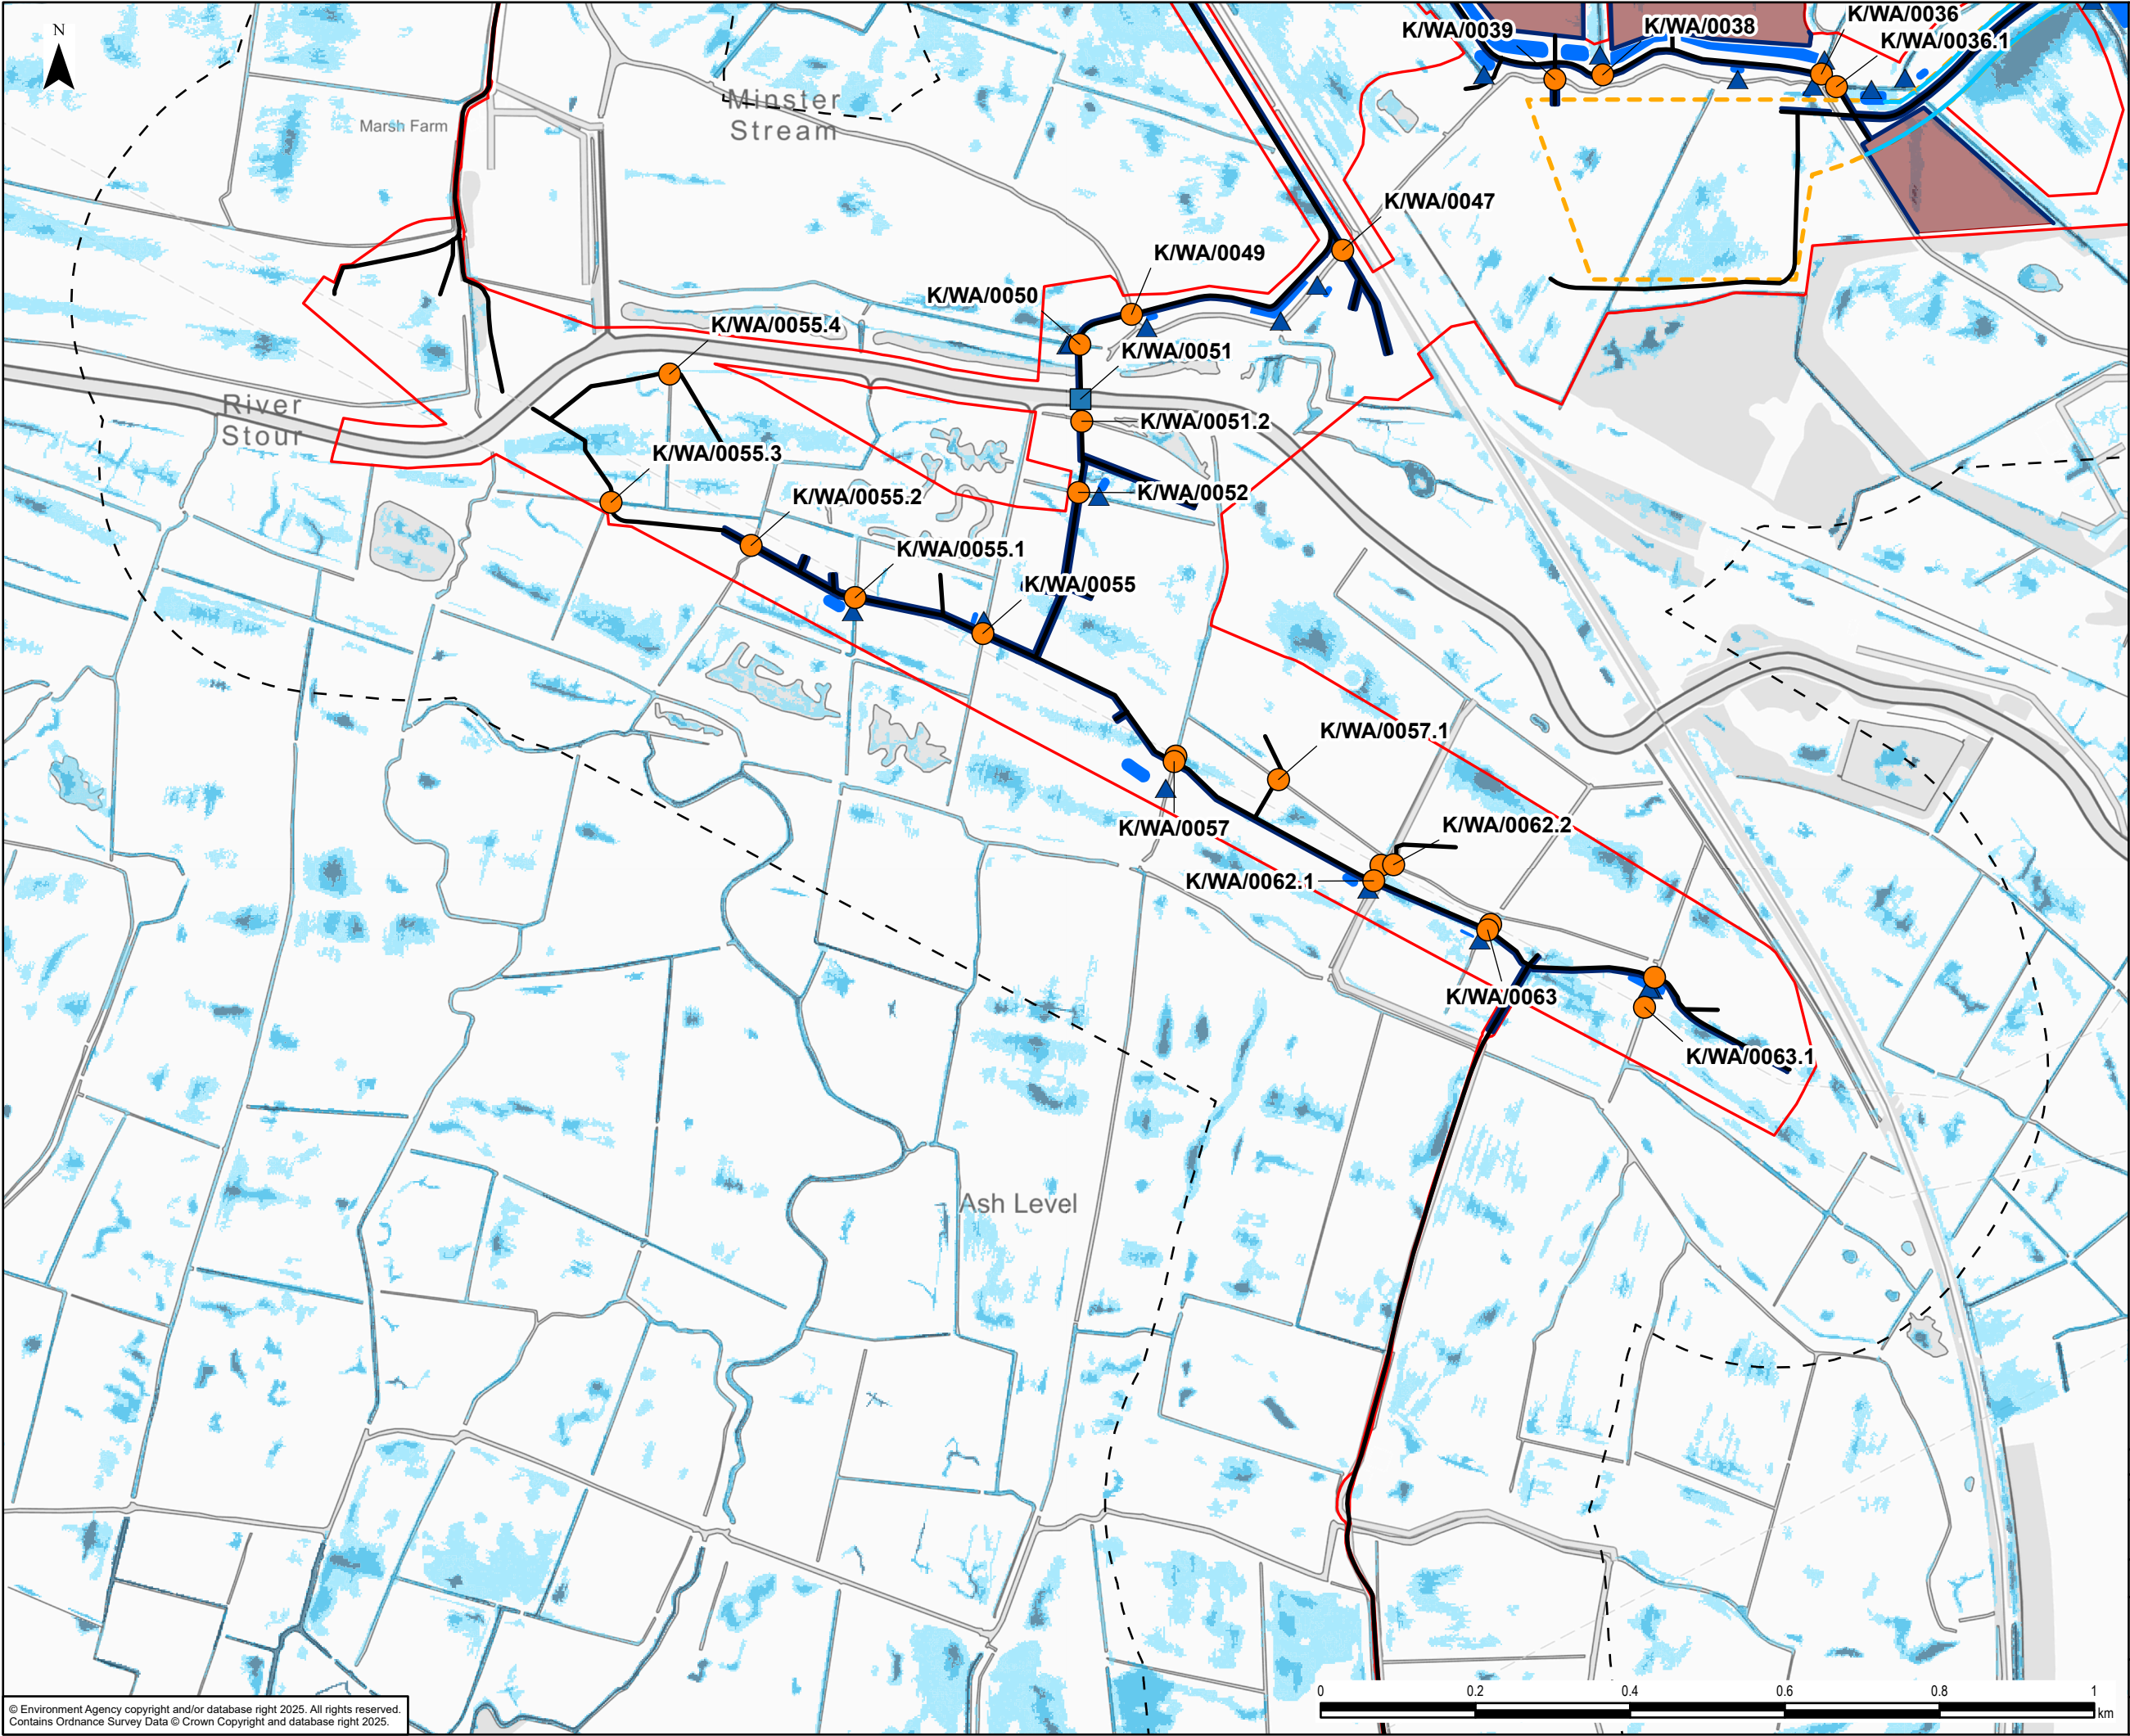 N
K/WA/0036
K/WA/0039
K/WA/0038
K/WA/0036.1
Minster
Stream
Marsh Farm
K/WA/0047
K/WA/0049
K/WA/0050
K/WA/0055.4
K/WA/0051
River
Stour
K/WA/0051.2
K/WA/0055.3
K/WA/0055.2
K/WA/0052
K/WA/0055.1
K/WA/0055
K/WA/0057.1
K/WA/0057
K/WA/0062.2
K/WA/0062.1
K/WA/0063
K/WA/0063.1
Ash Level
0 0.2 0.4 0.6 0.8 1
km
© Environment Agency copyright and/or database right 2025. All rights reserved.
Contains Ordnance Survey Data © Crown Copyright and database right 2025.